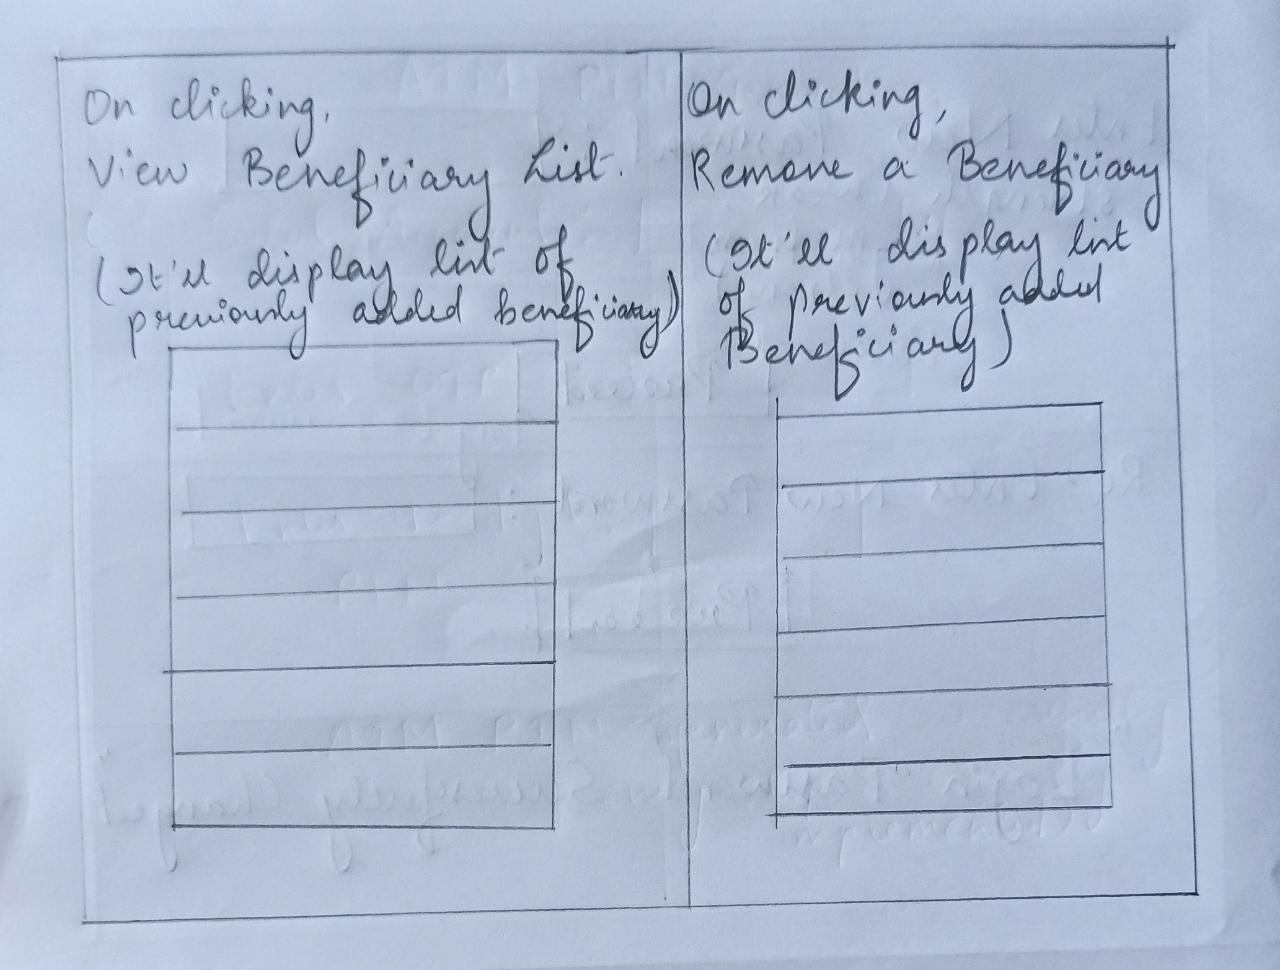 On clicking,
View Beneficiary List.
(It'll display list of
previously added beneficiary)
On clicking,
Remove a Beneficiary
(It'll display list
of previously added
Beneficiary)